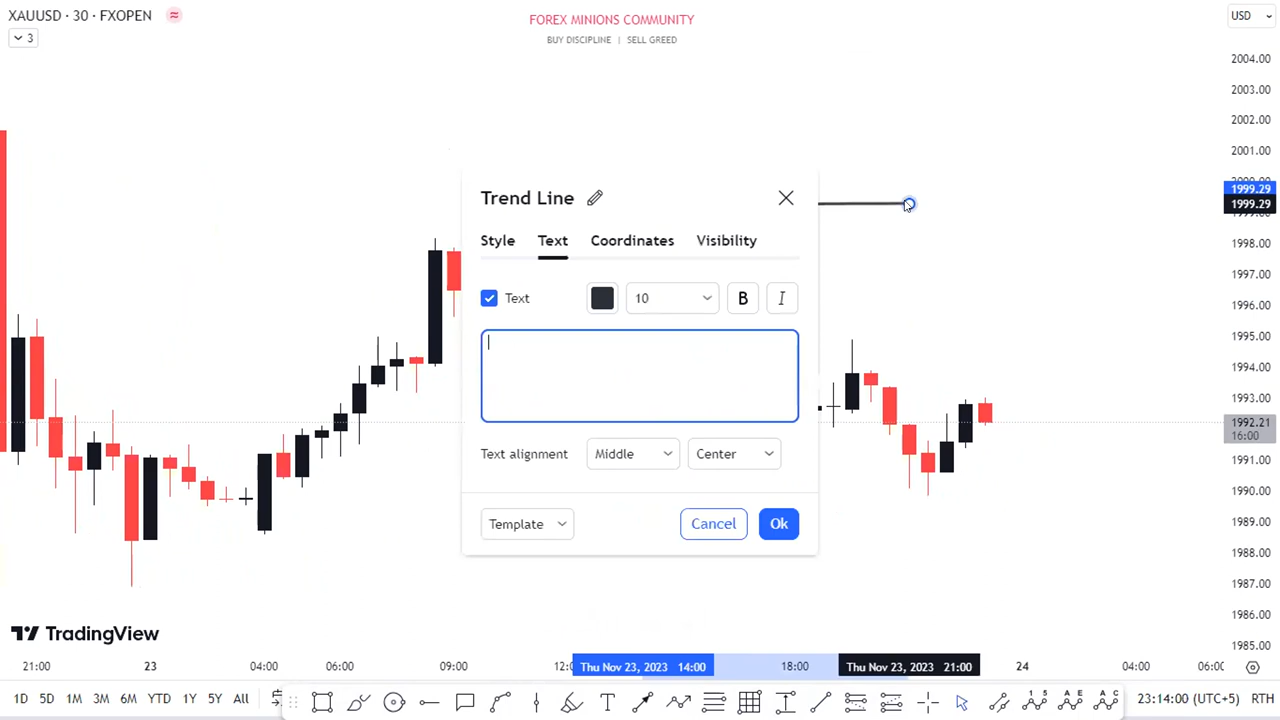 XAUUSD · 30 · FXOPEN
3
FOREX MINIONS COMMUNITY
BUY DISCIPLINE | SELL GREED
USD
2004.00
2003.00
2002.00
2001.00
2000.00
1999.29
1999.29
1998.00
1997.00
1996.00
1995.00
1994.00
1993.00
1992.21
16:00
1991.00
1990.00
1989.00
1988.00
1987.00
1986.00
1985.00
Trend Line
Style Text Coordinates Visibility
Text 10 B I
Text alignment Middle Center
Template Cancel Ok
TradingView
21:00 23 04:00 06:00 09:00 Thu Nov 23, 2023 14:00 18:00 Thu Nov 23, 2023 21:00 24 04:00
1D 5D 1M 3M 6M YTD 1Y 5Y All 23:14:00 (UTC+5) RTH